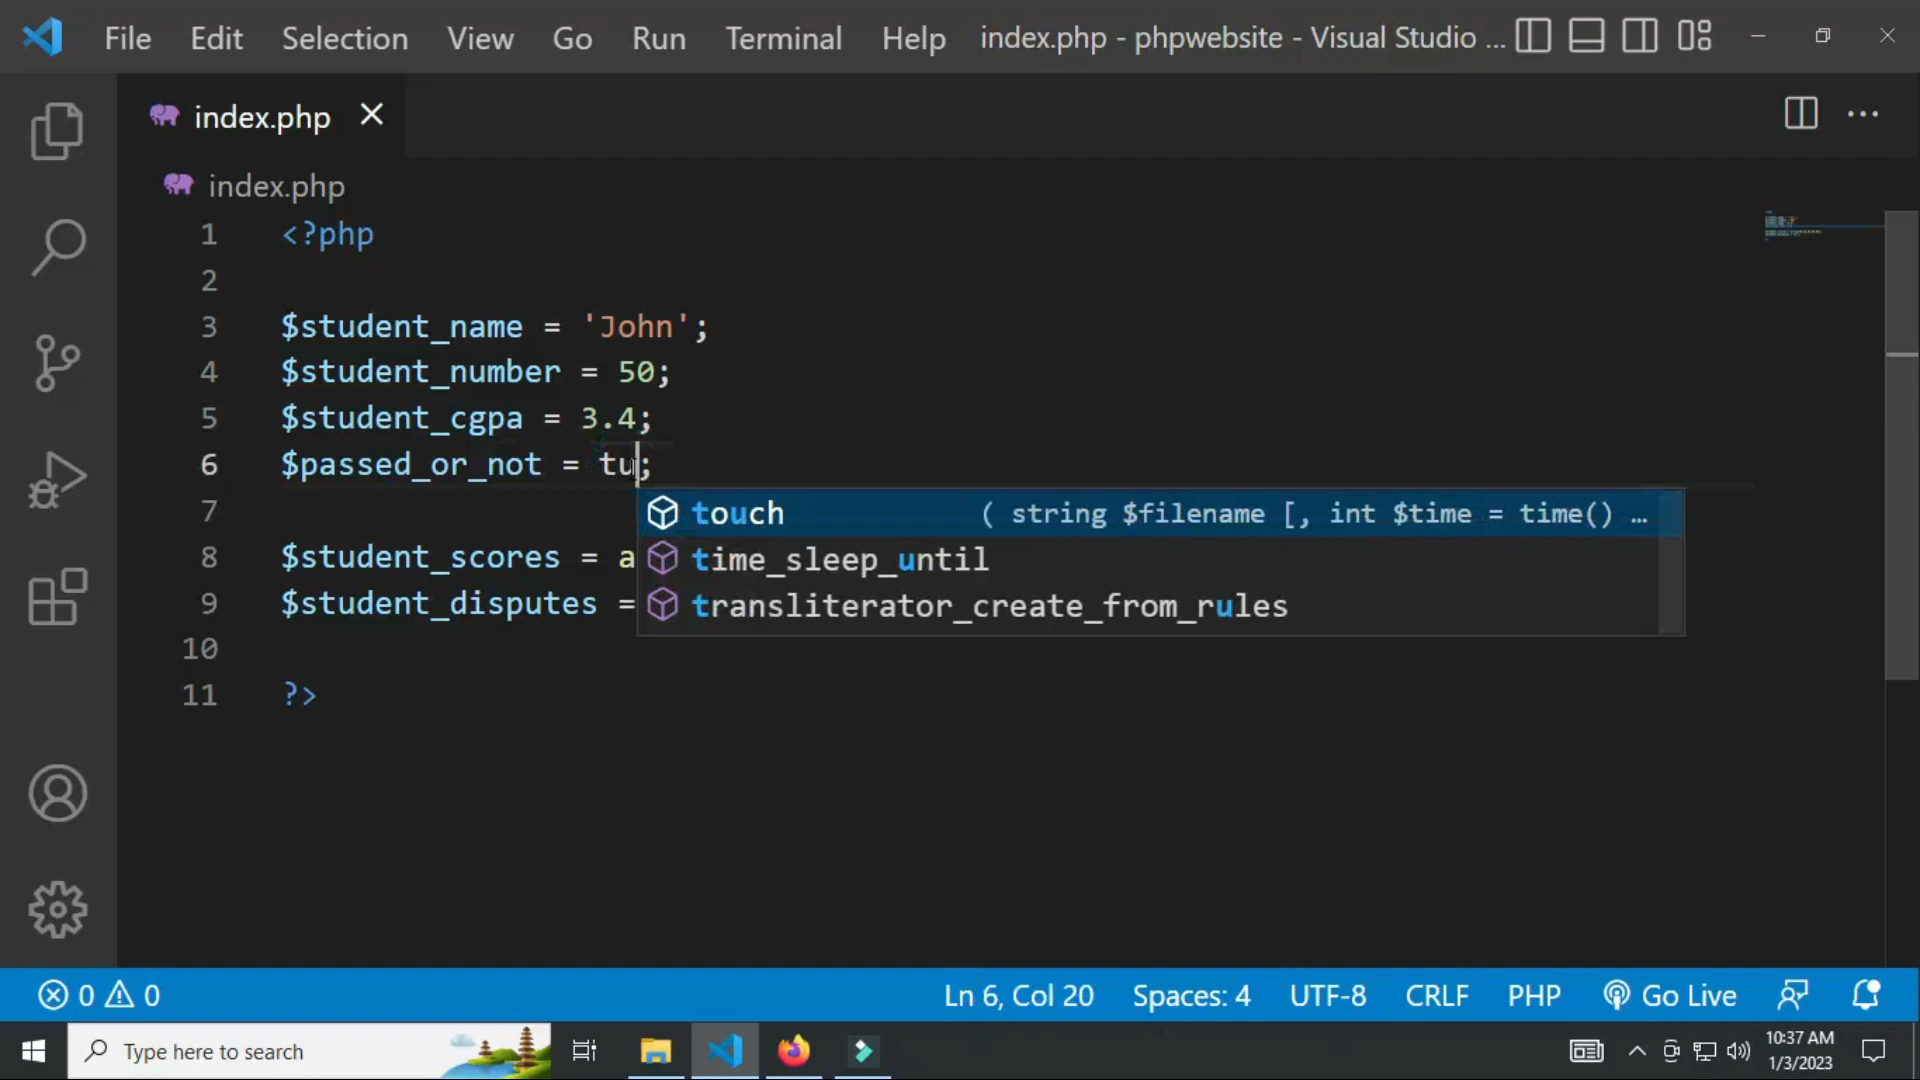 File Edit Selection View Go Run Terminal Help index.php - phpwebsite - Visual Studio ...
index.php
index.php
1 <?php
2
3 $student_name = 'John';
4 $student_number = 50;
5 $student_cgpa = 3.4;
6 $passed_or_not = tu;
7
touch ( string $filename [, int $time = time() ...
8 $student_scores = a
time_sleep_until
9 $student_disputes =
transliterator_create_from_rules
10
11 ?>
0 0 Ln 6, Col 20 Spaces: 4 UTF-8 CRLF PHP Go Live
Type here to search
10:37 AM
1/3/2023